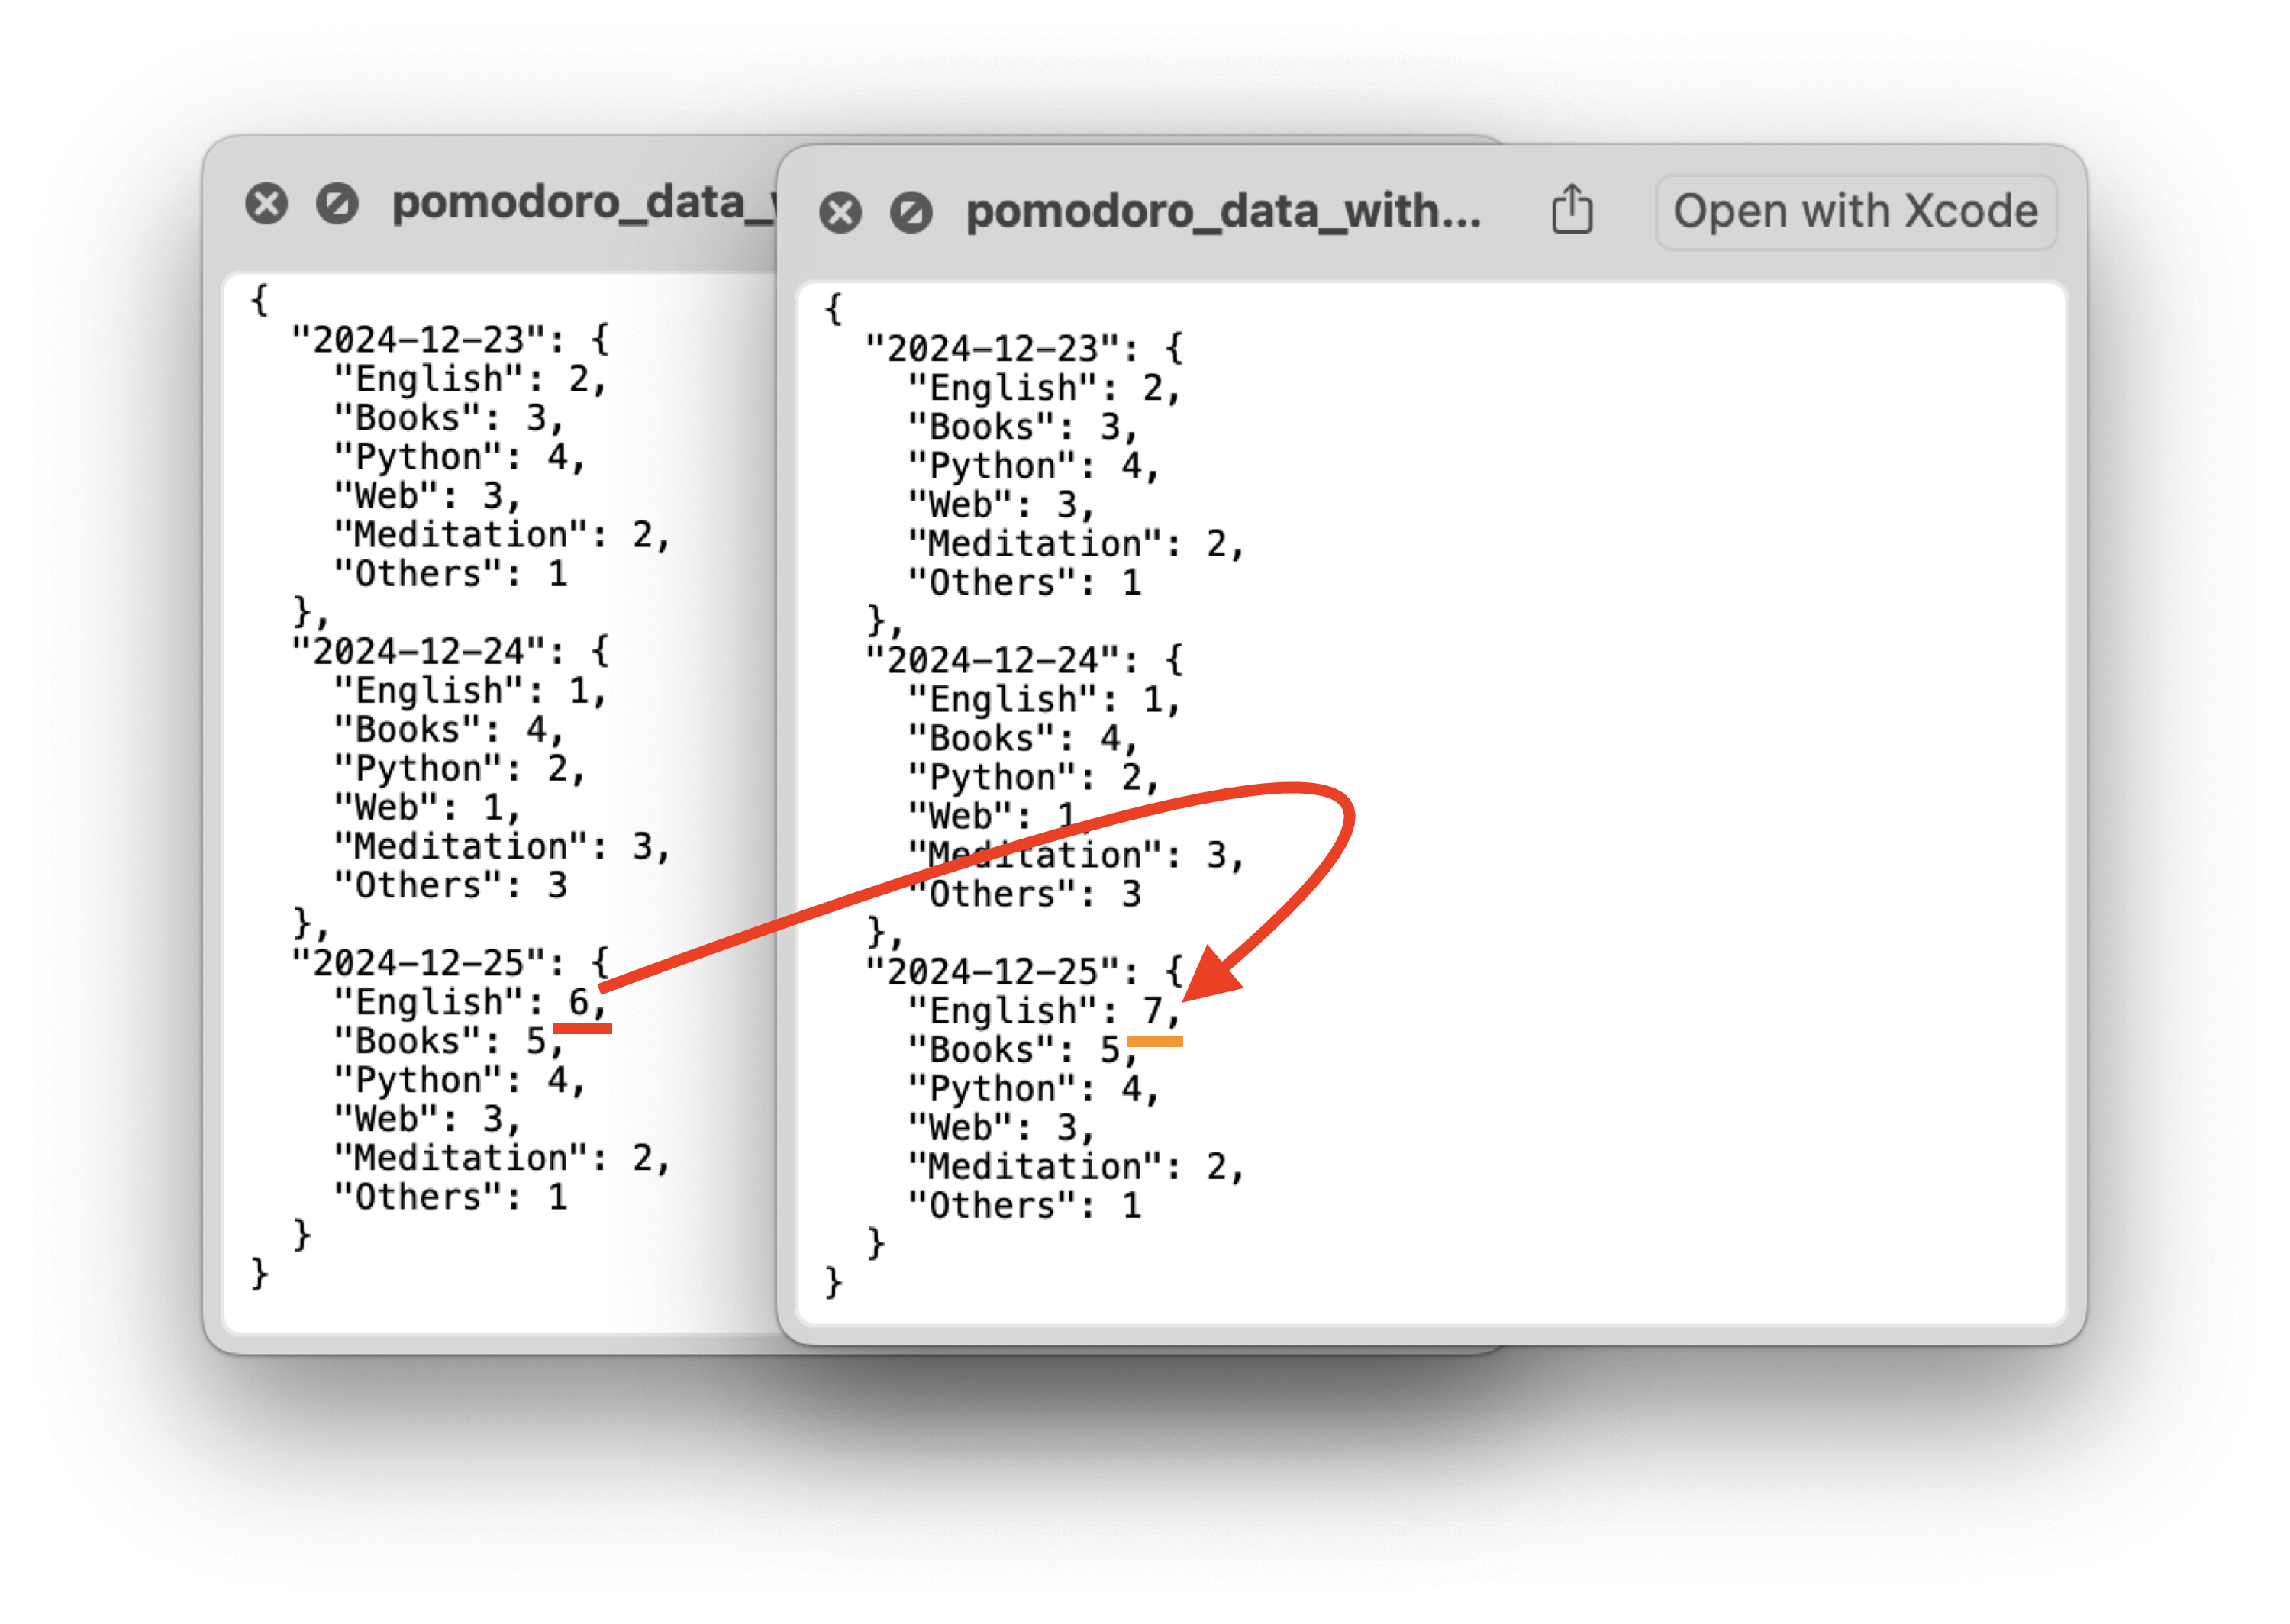 pomodoro_data_
{
  "2024-12-23": {
    "English": 2,
    "Books": 3,
    "Python": 4,
    "Web": 3,
    "Meditation": 2,
    "Others": 1
  },
  "2024-12-24": {
    "English": 1,
    "Books": 4,
    "Python": 2,
    "Web": 1,
    "Meditation": 3,
    "Others": 3
  },
  "2024-12-25": {
    "English": 6,
    "Books": 5,
    "Python": 4,
    "Web": 3,
    "Meditation": 2,
    "Others": 1
  }
}
pomodoro_data_with... Open with Xcode
{
  "2024-12-23": {
    "English": 2,
    "Books": 3,
    "Python": 4,
    "Web": 3,
    "Meditation": 2,
    "Others": 1
  },
  "2024-12-24": {
    "English": 1,
    "Books": 4,
    "Python": 2,
    "Web": 1,
    "Meditation": 3,
    "Others": 3
  },
  "2024-12-25": {
    "English": 7,
    "Books": 5,
    "Python": 4,
    "Web": 3,
    "Meditation": 2,
    "Others": 1
  }
}